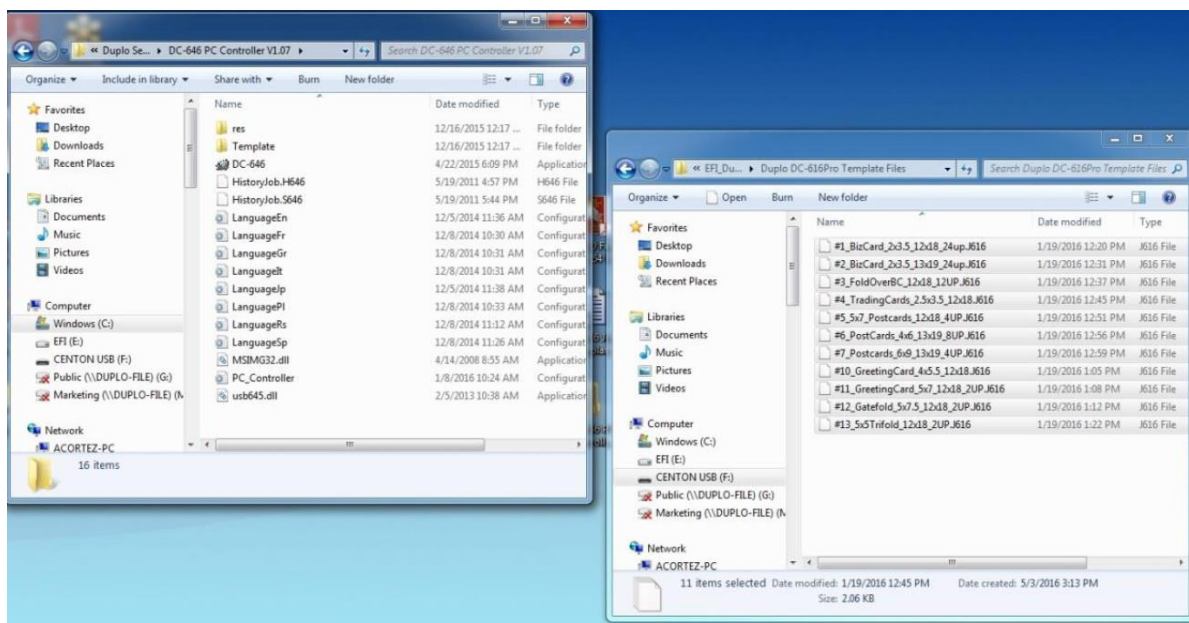 « Duplo Se... ▸ DC-646 PC Controller V1.07 ▸
Search DC-646 PC Controller V1.07
Organize ▾ Include in library ▾ Share with ▾ Burn New folder
Favorites
Desktop
Downloads
Recent Places
Libraries
Documents
Music
Pictures
Videos
Computer
Windows (C:)
EFI (E:)
CENTON USB (F:)
Public (\\DUPLO-FILE) (G:)
Marketing (\\DUPLO-FILE) (M
Network
ACORTEZ-PC
Name Date modified Type
res 12/16/2015 12:17 ... File folder
Template 12/16/2015 12:17 ... File folder
DC-646 4/22/2015 6:09 PM Application
HistoryJob.H646 5/19/2011 4:57 PM H646 File
HistoryJob.S646 5/19/2011 5:44 PM S646 File
LanguageEn 12/5/2014 11:36 AM Configurat
LanguageFr 12/8/2014 10:30 AM Configurat
LanguageGr 12/8/2014 10:31 AM Configurat
LanguageIt 12/8/2014 10:31 AM Configurat
LanguageJp 12/5/2014 11:38 AM Configurat
LanguagePl 12/8/2014 10:33 AM Configurat
LanguageRs 12/8/2014 11:12 AM Configurat
LanguageSp 12/8/2014 11:26 AM Configurat
MSIMG32.dll 4/14/2008 8:55 AM Application
PC_Controller 1/8/2016 10:24 AM Configurat
usb645.dll 2/5/2013 10:38 AM Application
16 items
« EFI_Du... ▸ Duplo DC-616Pro Template Files
Search Duplo DC-616Pro Template Files
Organize ▾ Open Burn New folder
Favorites
Desktop
Downloads
Recent Places
Libraries
Documents
Music
Pictures
Videos
Computer
Windows (C:)
EFI (E:)
CENTON USB (F:)
Public (\\DUPLO-FILE) (G:)
Marketing (\\DUPLO-FILE) (M
Network
ACORTEZ-PC
Name Date modified Type
#1_BizCard_2x3.5_12x18_24up.J616 1/19/2016 12:20 PM J616 File
#2_BizCard_2x3.5_13x19_24up.J616 1/19/2016 12:31 PM J616 File
#3_FoldOverBC_12x18_12UP.J616 1/19/2016 12:37 PM J616 File
#4_TradingCards_2.5x3.5_12x18.J616 1/19/2016 12:45 PM J616 File
#5_5x7_Postcards_12x18_4UP.J616 1/19/2016 12:51 PM J616 File
#6_PostCards_4x6_13x19_8UP.J616 1/19/2016 12:56 PM J616 File
#7_Postcards_6x9_13x19_4UP.J616 1/19/2016 12:59 PM J616 File
#10_GreetingCard_4x5.5_12x18.J616 1/19/2016 1:05 PM J616 File
#11_GreetingCard_5x7_12x18_2UP.J616 1/19/2016 1:08 PM J616 File
#12_Gatefold_5x7.5_12x18_2UP.J616 1/19/2016 1:12 PM J616 File
#13_5x5Trifold_12x18_2UP.J616 1/19/2016 1:22 PM J616 File
11 items selected Date modified: 1/19/2016 12:45 PM Date created: 5/3/2016 3:13 PM
Size: 2.06 KB